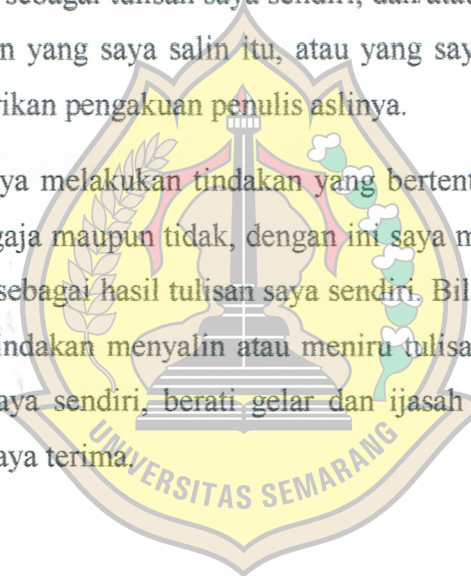 sebagai tulisan saya sendiri, dan/atau
n yang saya salin itu, atau yang say
rikan pengakuan penulis aslinya.
ya melakukan tindakan yang bertent
gaja maupun tidak, dengan ini saya m
sebagai hasil tulisan saya sendiri. Bil
indakan menyalin atau meniru tulisa
aya sendiri, berati gelar dan ijasah
aya terima.
UNIVERSITAS SEMARANG